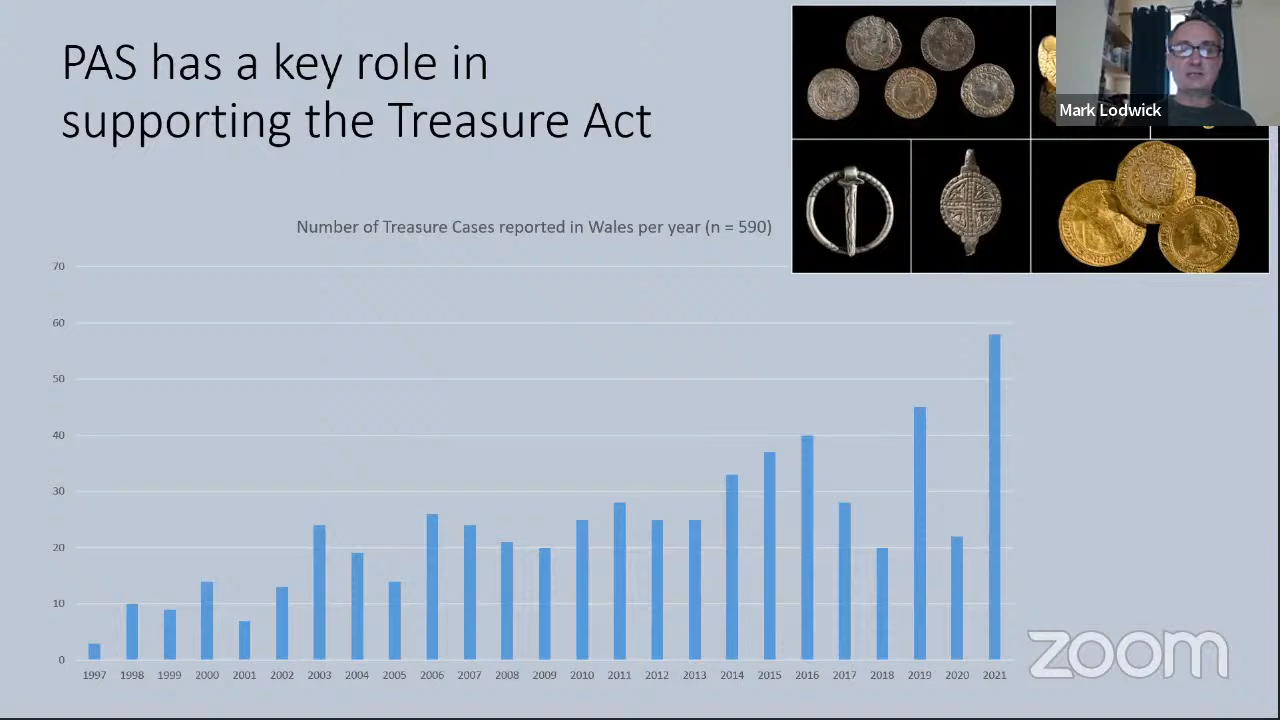 PAS has a key role in
supporting the Treasure Act
Mark Lodwick
Number of Treasure Cases reported in Wales per year (n = 590)
70
60
50
40
30
20
10
0
1997 1998 1999 2000 2001 2002 2003 2004 2005 2006 2007 2008 2009 2010 2011 2012 2013 2014 2015 2016 2017 2018 2019 2020 2021
zoom